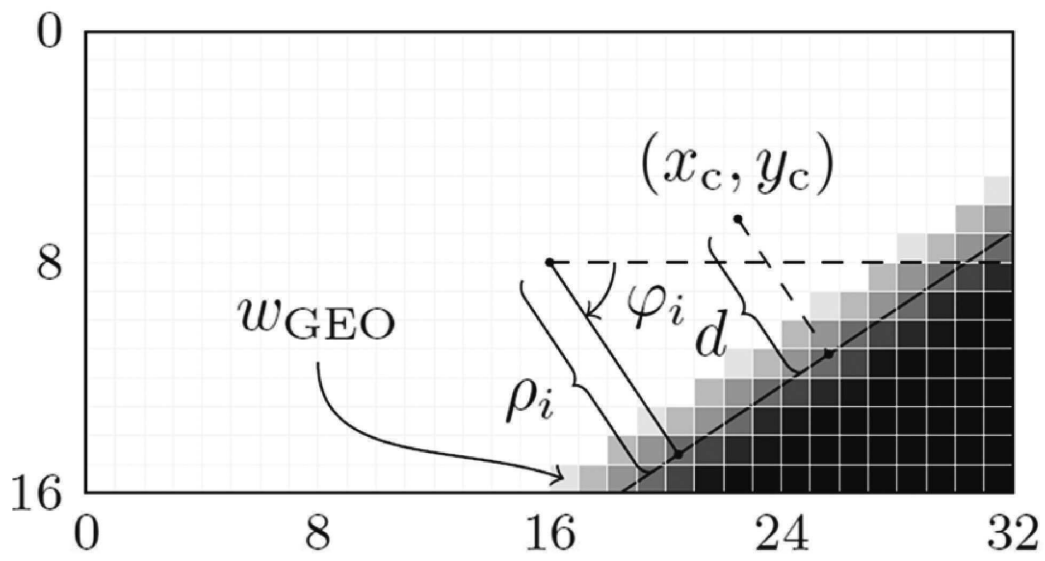 0
(x_c, y_c)
8
w_GEO
φ_i
d
ρ_i
16
0 8 16 24 32